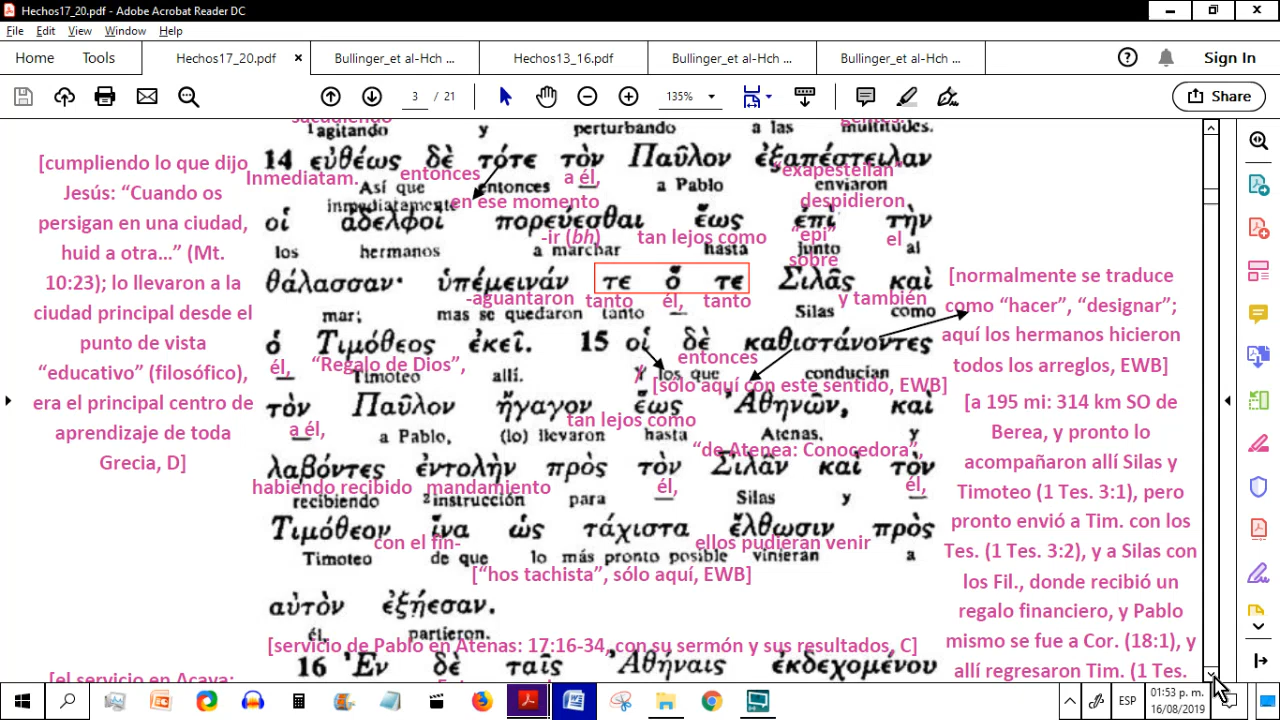 Hechos17_20.pdf - Adobe Acrobat Reader DC
File Edit View Window Help
Home Tools Hechos17_20.pdf × Bullinger_et al-Hch ... Hechos13_16.pdf Bullinger_et al-Hch ... Bullinger_et al-Hch ... Sign In
3 / 21 135% Share
¹agitando y perturbando a las multitudes.
14 εὐθέως δὲ τότε τὸν Παῦλον ἐξαπέστειλαν
Inmediatam. entonces a él, “exapesteilan”
Así que entonces a Pablo enviaron
inmediatamente en ese momento despidieron
οἱ ἀδελφοὶ πορεύεσθαι ἕως ἐπὶ τὴν
-ir (bh) tan lejos como “epi” el
los hermanos a marchar hasta junto al
sobre
θάλασσαν· ὑπέμεινάν τε ὅ τε Σιλᾶς καὶ
-aguantaron tanto él, tanto y también
mar; mas se quedaron tanto Silas como
ὁ Τιμόθεος ἐκεῖ. 15 οἱ δὲ καθιστάνοντες
él, “Regalo de Dios”, entonces
Timoteo allí. Y los que conducían
/ [sólo aquí con este sentido, EWB]
τὸν Παῦλον ἤγαγον ἕως Ἀθηνῶν, καὶ
a él, tan lejos como
a Pablo, (lo) llevaron hasta Atenas, y
“de Atenea: Conocedora”,
λαβόντες ἐντολὴν πρὸς τὸν Σιλᾶν καὶ τὸν
habiendo recibido mandamiento él, él,
recibiendo ²instrucción para Silas y
Τιμόθεον ἵνα ὡς τάχιστα ἔλθωσιν πρὸς
con el fin- ellos pudieran venir
Timoteo de que lo más pronto posible vinieran a
[“hos tachista”, sólo aquí, EWB]
αὐτὸν ἐξῄεσαν.
él, partieron.
[servicio de Pablo en Atenas: 17:16-34, con su sermón y sus resultados, C]
16 Ἐν δὲ ταῖς Ἀθήναις ἐκδεχομένου
[cumpliendo lo que dijo
Jesús: “Cuando os
persigan en una ciudad,
huid a otra…” (Mt.
10:23); lo llevaron a la
ciudad principal desde el
punto de vista
“educativo” (filosófico),
era el principal centro de
aprendizaje de toda
Grecia, D]
[el servicio en Acaya:
[normalmente se traduce
como “hacer”, “designar”;
aquí los hermanos hicieron
todos los arreglos, EWB]
[a 195 mi: 314 km SO de
Berea, y pronto lo
acompañaron allí Silas y
Timoteo (1 Tes. 3:1), pero
pronto envió a Tim. con los
Tes. (1 Tes. 3:2), y a Silas con
los Fil., donde recibió un
regalo financiero, y Pablo
mismo se fue a Cor. (18:1), y
allí regresaron Tim. (1 Tes.
ESP 01:53 p. m.
16/08/2019